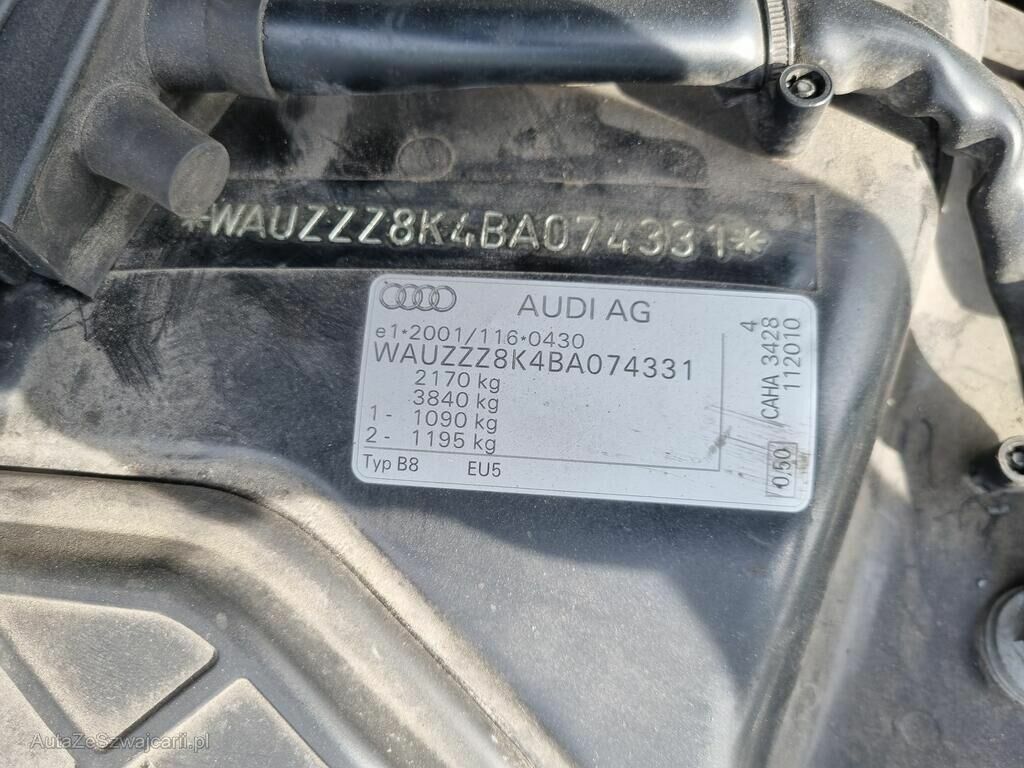 *WAUZZZ8K4BA074331*
AUDI AG
e1*2001/116*0430
WAUZZZ8K4BA074331
2170 kg
3840 kg
1- 1090 kg
2- 1195 kg
Typ B8 EU5
4
CAHA 3428
112010
0,50
AutaZeSzwajcarii.pl